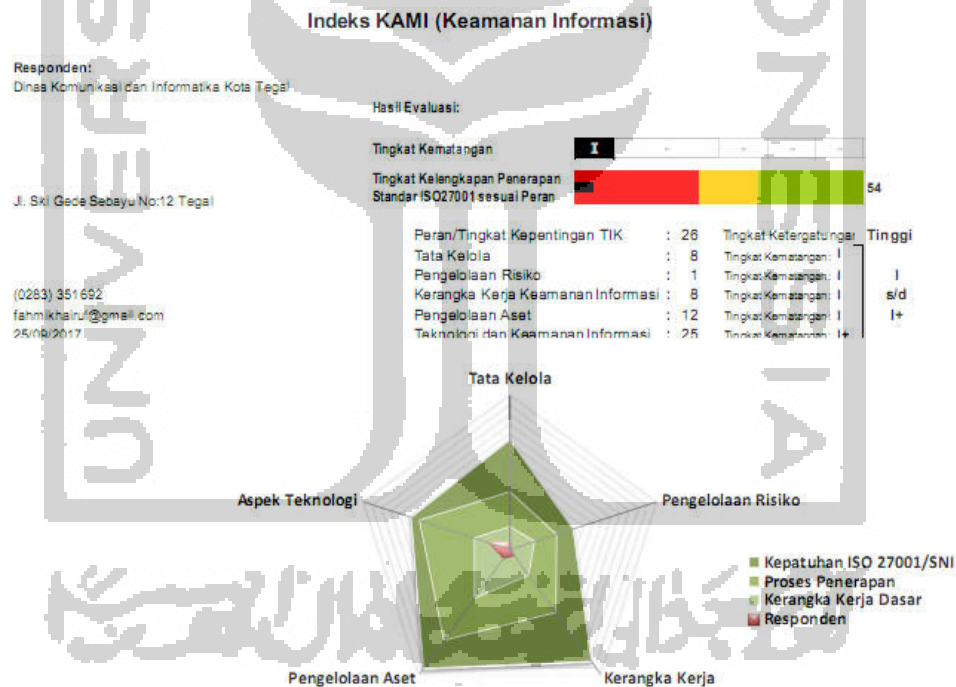 Indeks KAMI (Keamanan Informasi)
Responden:
Dinas Komunikasi dan Informatika Kota Tegal
Hasil Evaluasi:
Tingkat Kematangan I - - - -
Tingkat Kelengkapan Penerapan
Standar ISO27001 sesuai Peran 54
Jl. Ski Gede Sebayu No:12 Tegal
Peran/Tingkat Kepentingan TIK : 26 Tingkat Ketergatungan Tinggi
Tata Kelola : 8 Tingkat Kematangan: I
Pengelolaan Risiko : 1 Tingkat Kematangan: I I
(0283) 351692 Kerangka Kerja Keamanan Informasi : 8 Tingkat Kematangan: I s/d
fahmikhairuf@gmail.com Pengelolaan Aset : 12 Tingkat Kematangan: I I+
25/09/2017 Teknologi dan Keamanan Informasi : 25 Tingkat Kematangan: I+
Tata Kelola
Aspek Teknologi
Pengelolaan Risiko
Kepatuhan ISO 27001/SNI
Proses Penerapan
Kerangka Kerja Dasar
Responden
Pengelolaan Aset
Kerangka Kerja
UNIVERS
ONESIA